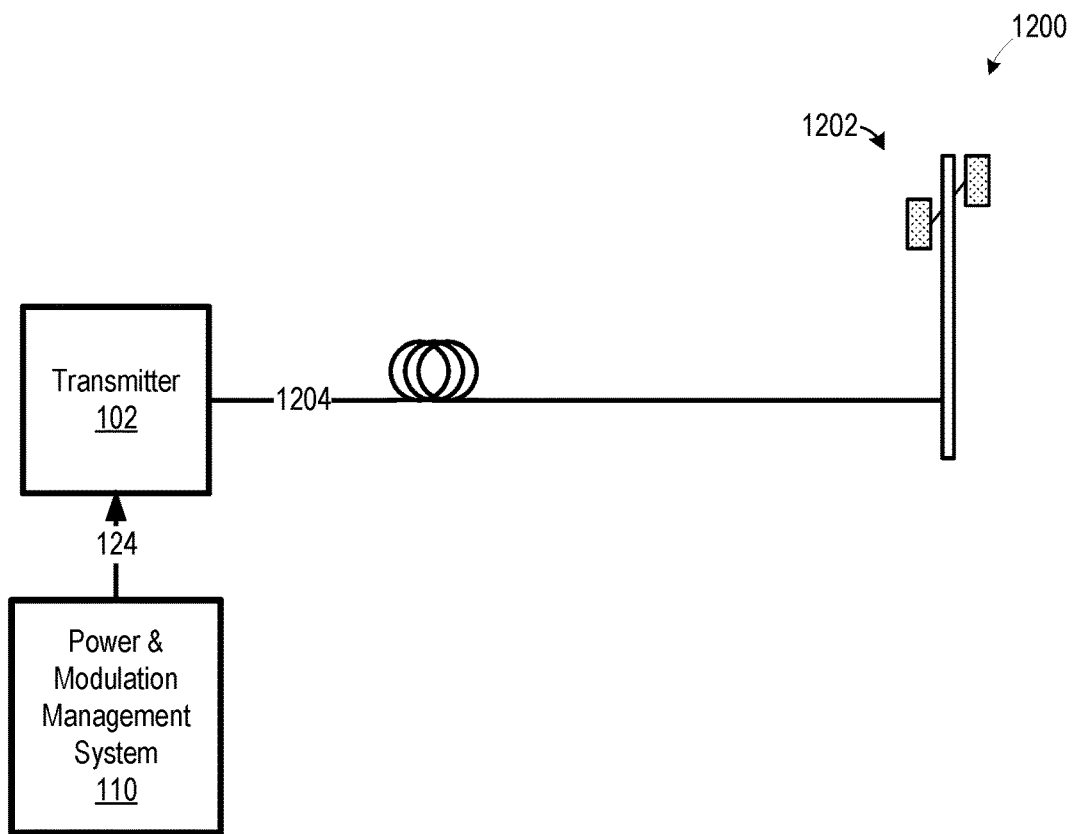 1200
1202
Transmitter
102
1204
124
Power &
Modulation
Management
System
110